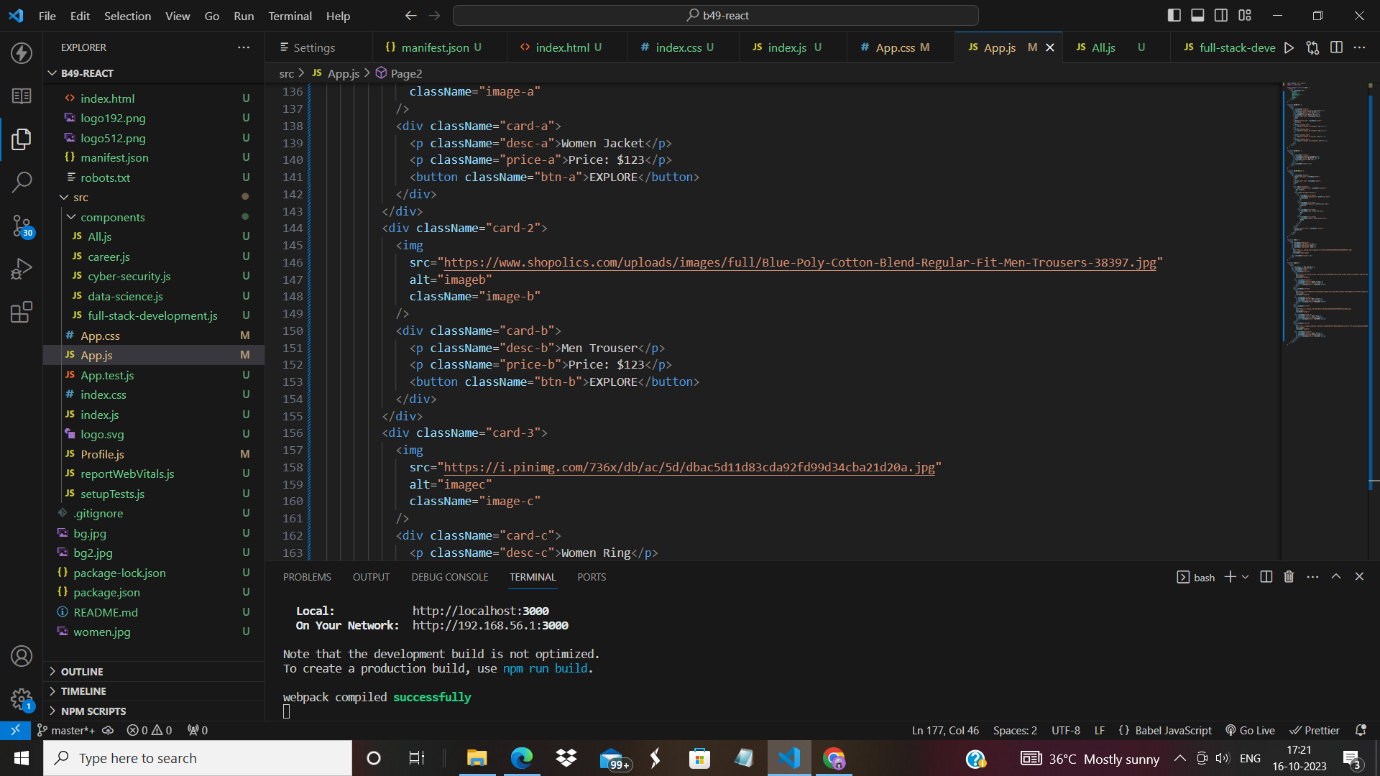 File Edit Selection View Go Run Terminal Help
b49-react
EXPLORER
B49-REACT
index.html U
logo192.png U
logo512.png U
manifest.json U
robots.txt U
src
components
All.js U
career.js U
cyber-security.js U
data-science.js U
full-stack-development.js U
App.css M
App.js M
App.test.js U
index.css U
index.js U
logo.svg U
Profile.js M
reportWebVitals.js U
setupTests.js U
.gitignore U
bg.jpg U
bg2.jpg U
package-lock.json U
package.json U
README.md U
women.jpg U
OUTLINE
TIMELINE
NPM SCRIPTS
30
1
Settings manifest.json U index.html U index.css U index.js U App.css M App.js M All.js U full-stack-deve
src > JS App.js > Page2
136 className="image-a"
137 />
138 <div className="card-a">
139 <p className="desc-a">Women Jacket</p>
140 <p className="price-a">Price: $123</p>
141 <button className="btn-a">EXPLORE</button>
142 </div>
143 </div>
144 <div className="card-2">
145 <img
146 src="https://www.shopolics.com/uploads/images/full/Blue-Poly-Cotton-Blend-Regular-Fit-Men-Trousers-38397.jpg"
147 alt="imageb"
148 className="image-b"
149 />
150 <div className="card-b">
151 <p className="desc-b">Men Trouser</p>
152 <p className="price-b">Price: $123</p>
153 <button className="btn-b">EXPLORE</button>
154 </div>
155 </div>
156 <div className="card-3">
157 <img
158 src="https://i.pinimg.com/736x/db/ac/5d/dbac5d11d83cda92fd99d34cba21d20a.jpg"
159 alt="imagec"
160 className="image-c"
161 />
162 <div className="card-c">
163 <p className="desc-c">Women Ring</p>
PROBLEMS OUTPUT DEBUG CONSOLE TERMINAL PORTS
bash
Local: http://localhost:3000
On Your Network: http://192.168.56.1:3000
Note that the development build is not optimized.
To create a production build, use npm run build.
webpack compiled successfully
master*+ 0 0 0 Ln 177, Col 46 Spaces: 2 UTF-8 LF {} Babel JavaScript Go Live Prettier
Type here to search
99+
36°C Mostly sunny ENG
17:21
16-10-2023
3